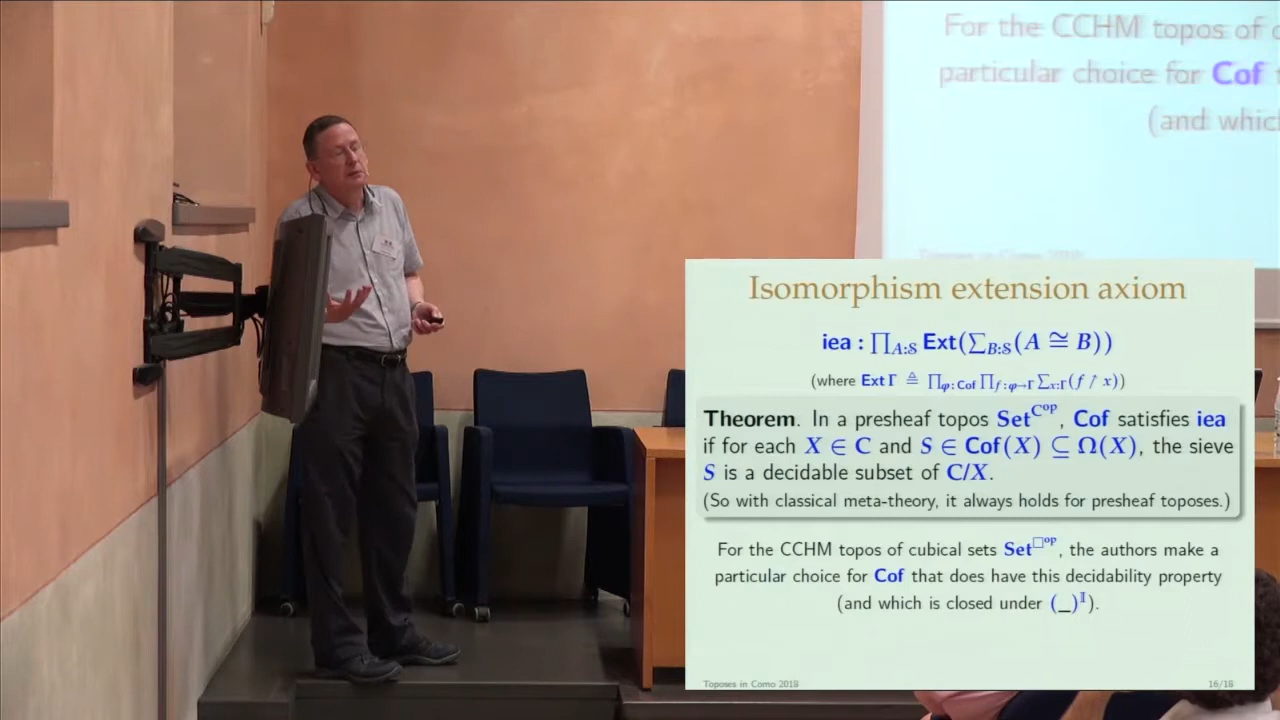 For the CCHM topos of
particular choice for Cof
(and which
Isomorphism extension axiom
iea : ∏A:S Ext(∑B:S(A ≅ B))
(where Ext Γ ≜ ∏φ:Cof ∏f:φ→Γ ∑x:Γ(f ↗ x))
Theorem. In a presheaf topos Set^Cop, Cof satisfies iea
if for each X ∈ C and S ∈ Cof(X) ⊆ Ω(X), the sieve
S is a decidable subset of C/X.
(So with classical meta-theory, it always holds for presheaf toposes.)
For the CCHM topos of cubical sets Set^□op, the authors make a
particular choice for Cof that does have this decidability property
(and which is closed under (_)^𝕀).
Toposes in Como 2018
16/18